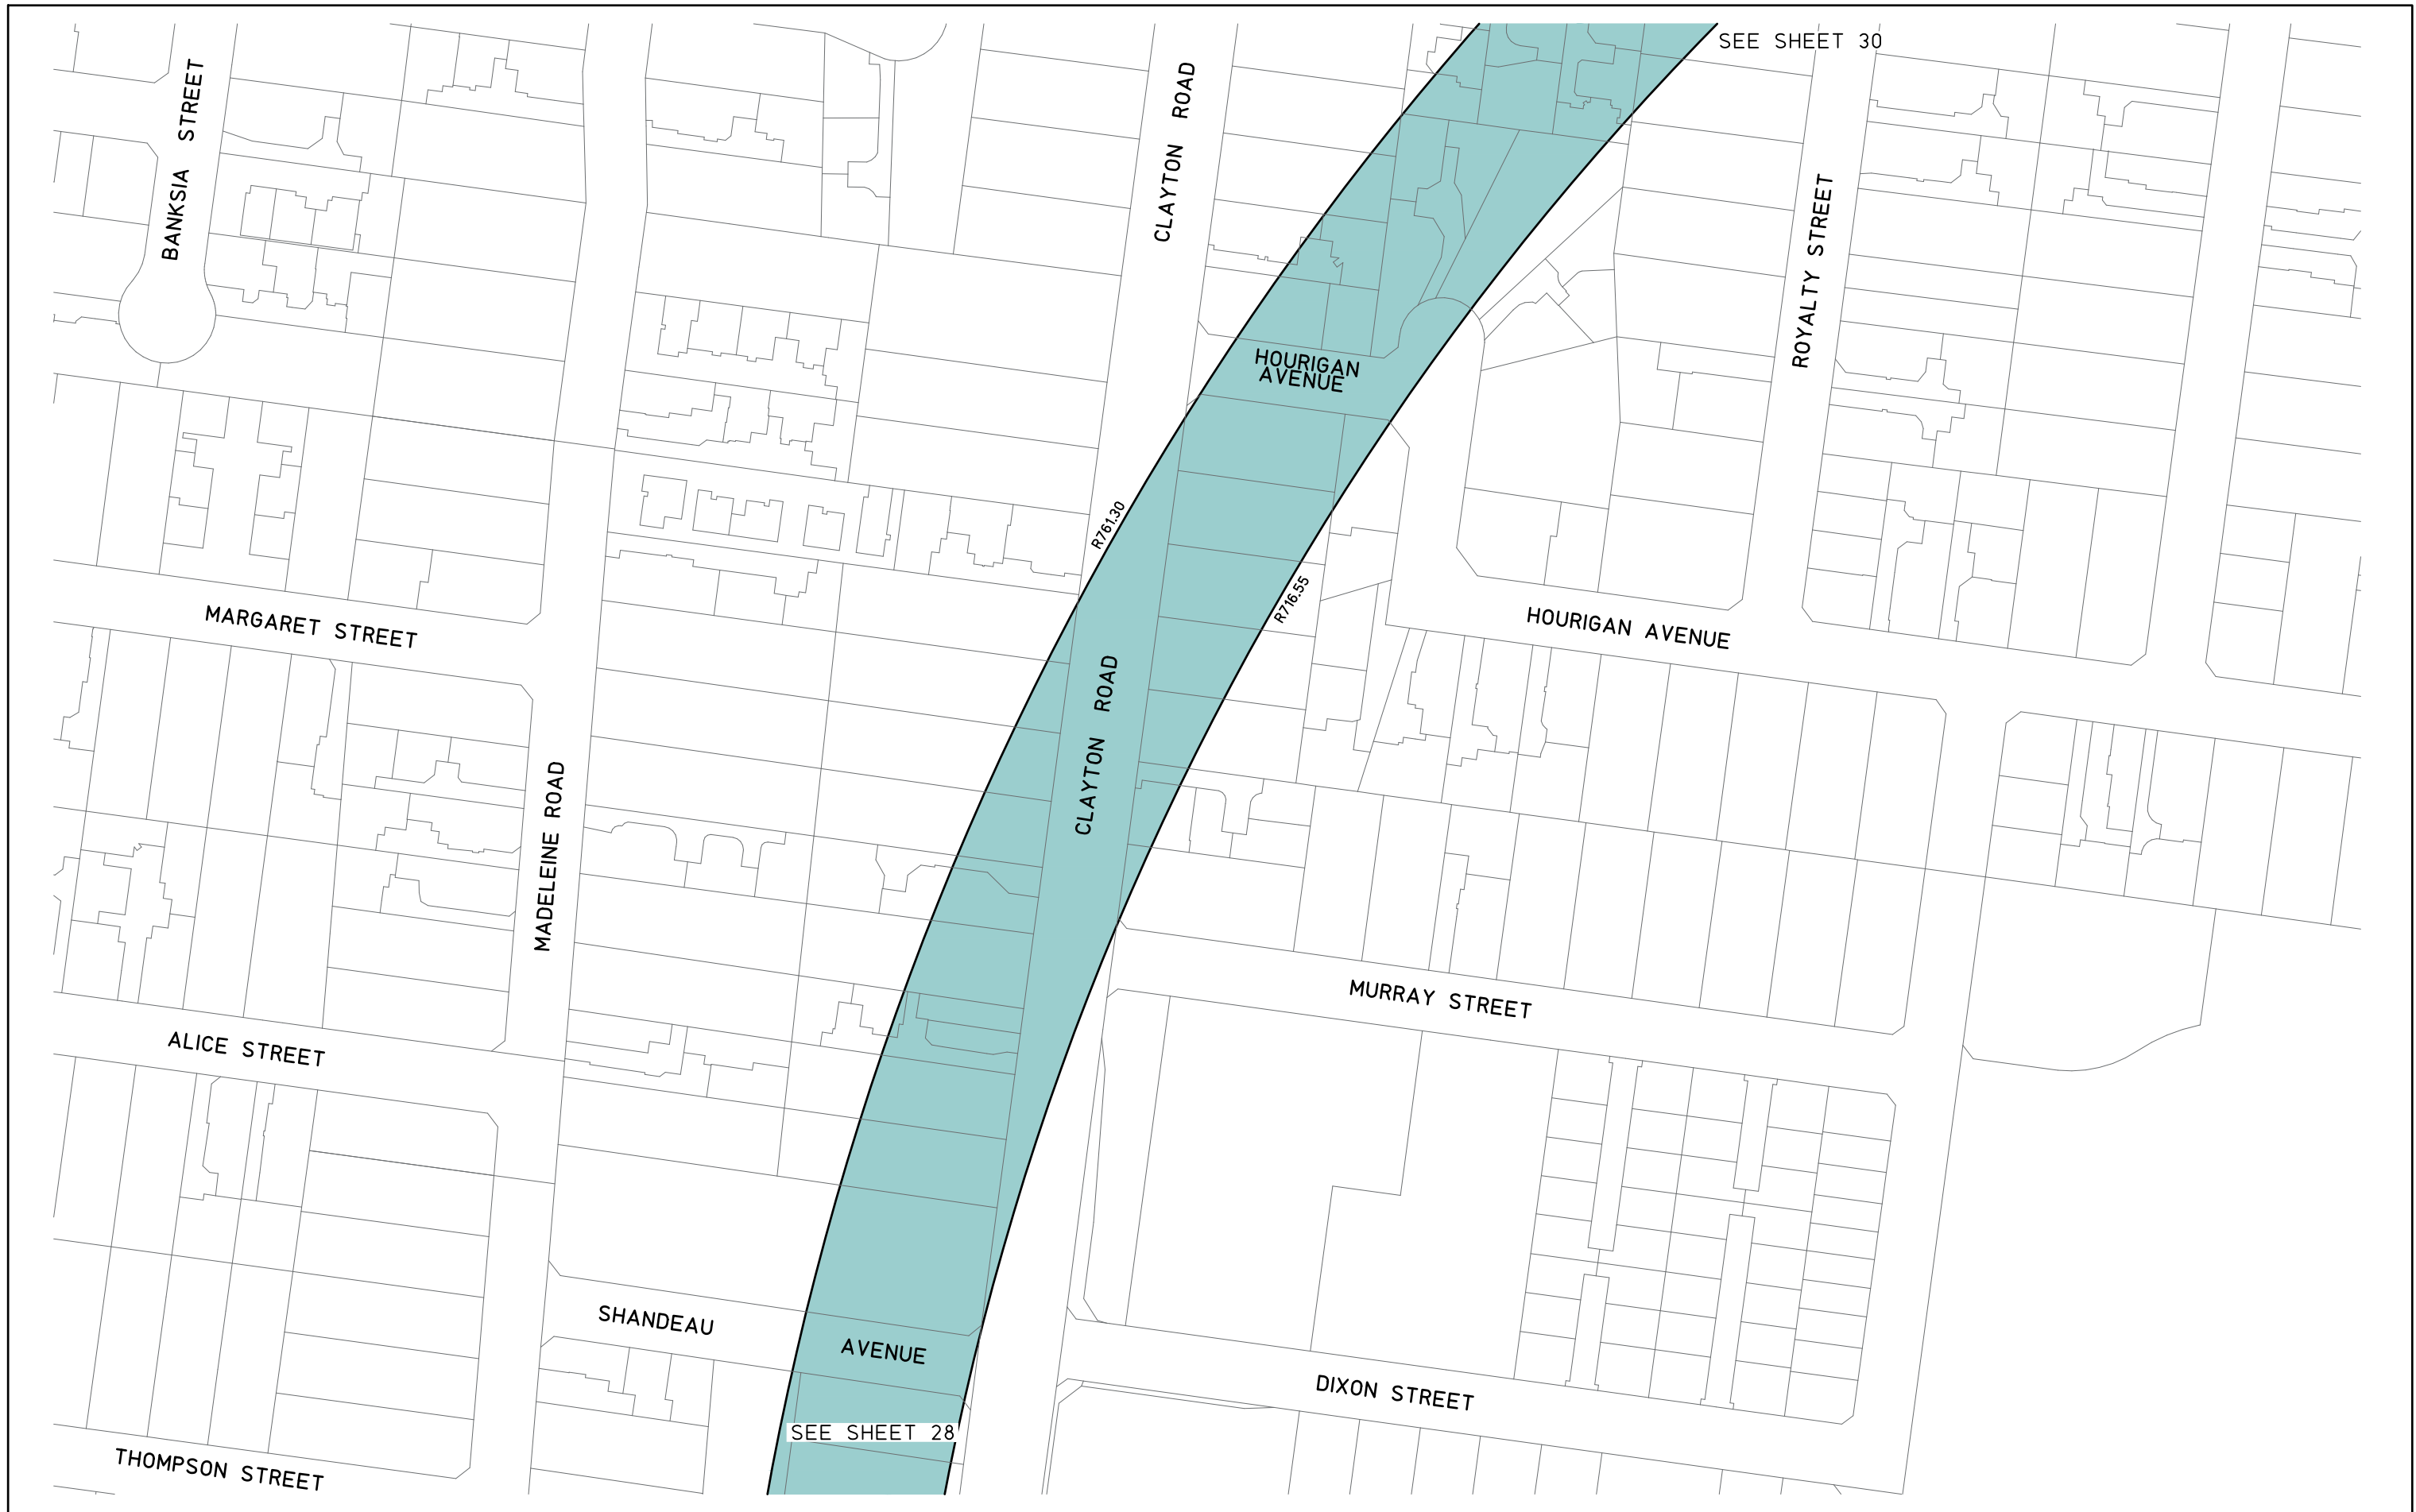 SEE SHEET 30
BANKSIA STREET
CLAYTON ROAD
ROYALTY STREET
HOURIGAN
AVENUE
R761.30
R716.55
MARGARET STREET
HOURIGAN AVENUE
CLAYTON ROAD
MADELEINE ROAD
MURRAY STREET
ALICE STREET
SHANDEAU
AVENUE
DIXON STREET
SEE SHEET 28
THOMPSON STREET